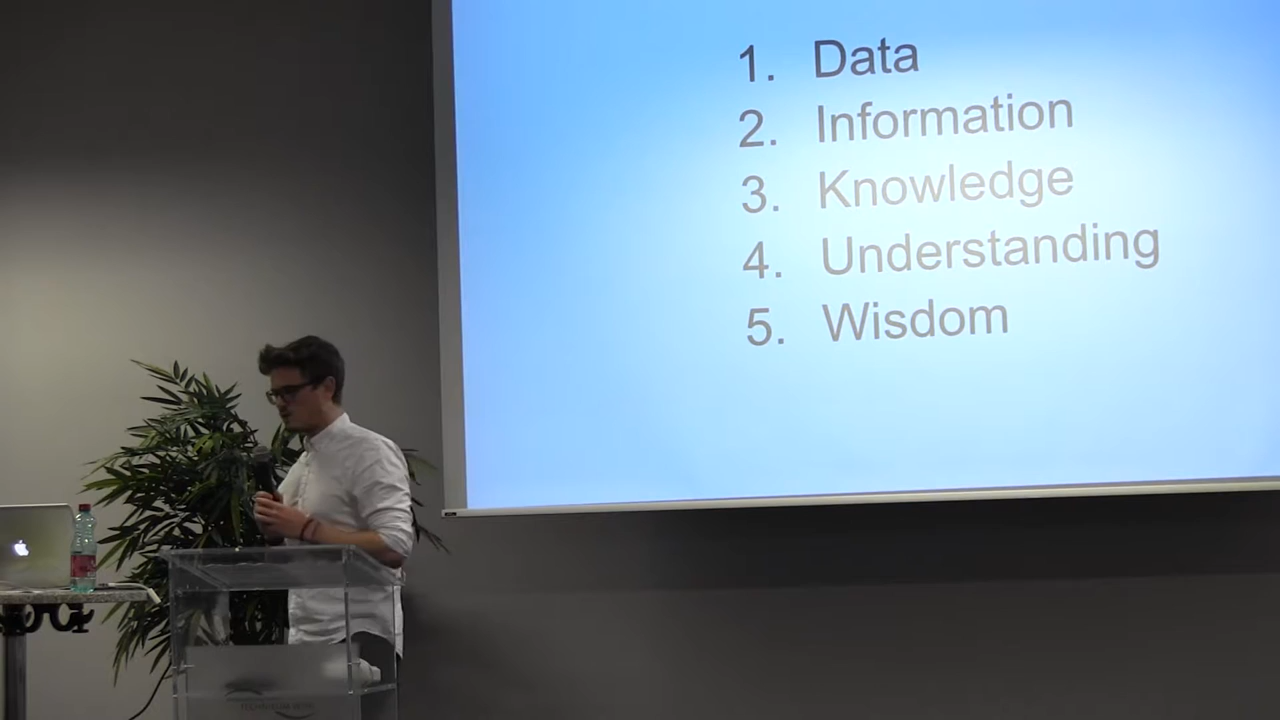 1. Data
2. Information
3. Knowledge
4. Understanding
5. Wisdom